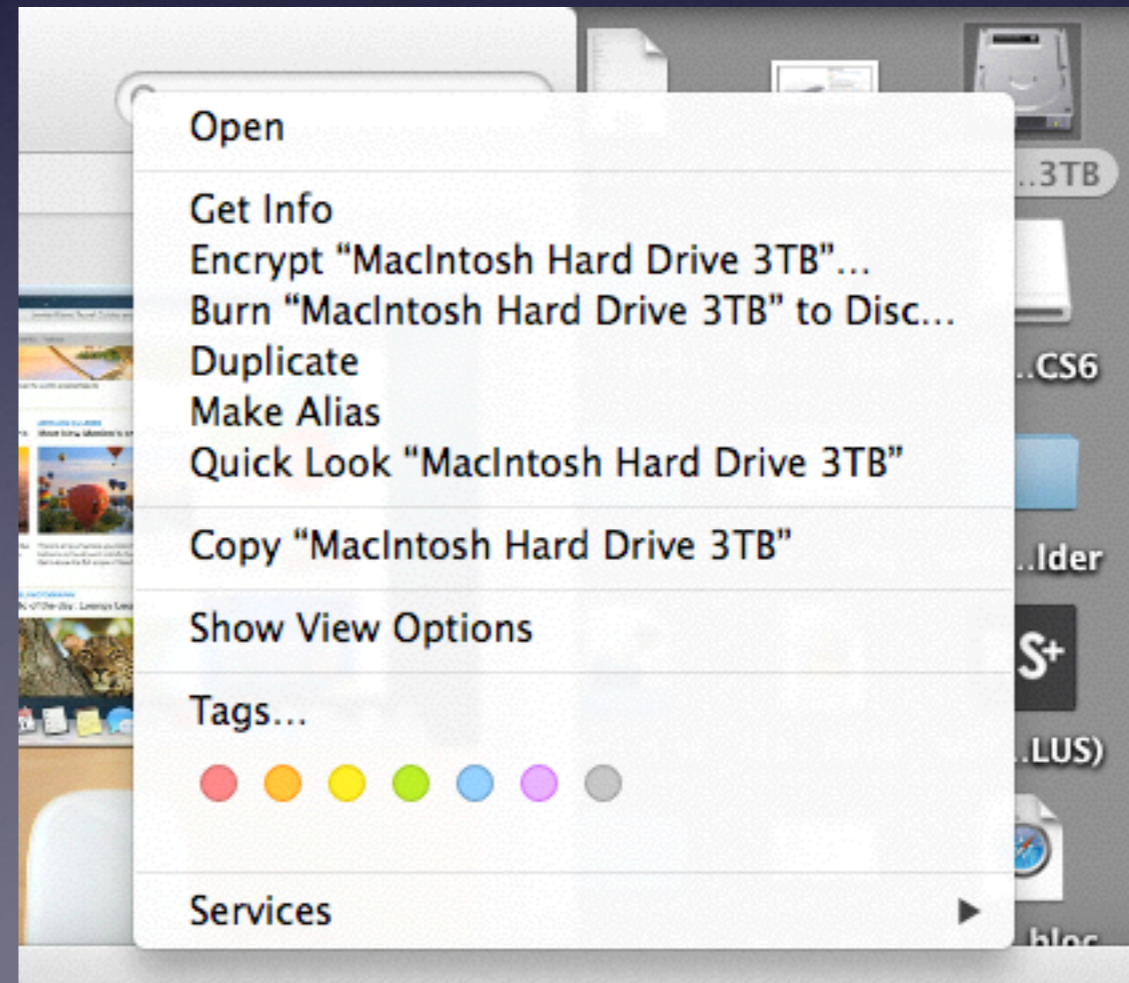 Open
..3TB
Get Info
Encrypt “MacIntosh Hard Drive 3TB”...
Burn “MacIntosh Hard Drive 3TB” to Disc...
Duplicate
..CS6
Make Alias
Quick Look “MacIntosh Hard Drive 3TB”
Copy “MacIntosh Hard Drive 3TB”
..lder
Show View Options
S+
Tags...
..LUS)
Services